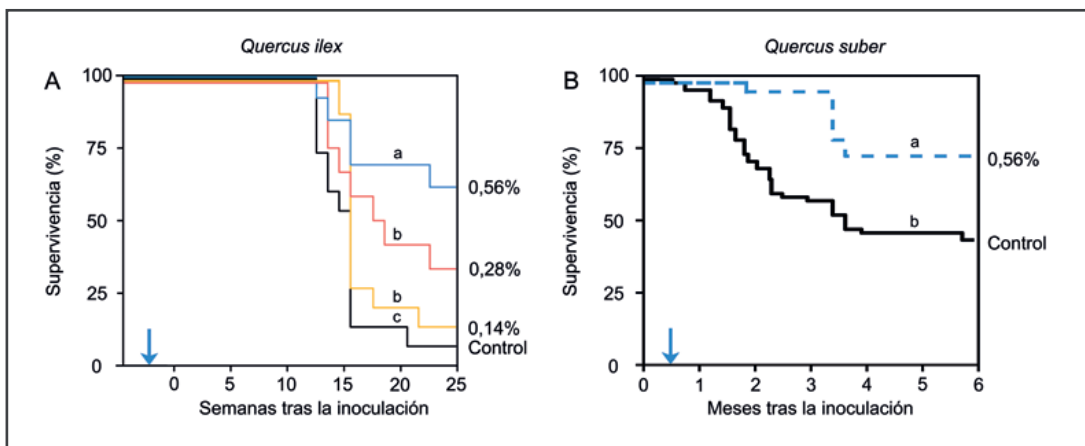 Quercus ilex
A
Supervivencia (%)
100
75
50
25
0
0
5
10
15
20
25
Semanas tras la inoculación
a
b
b
c
0,56%
0,28%
0,14%
Control
Quercus suber
B
Supervivencia (%)
100
75
50
25
0
0
1
2
3
4
5
6
Meses tras la inoculación
a
b
0,56%
Control